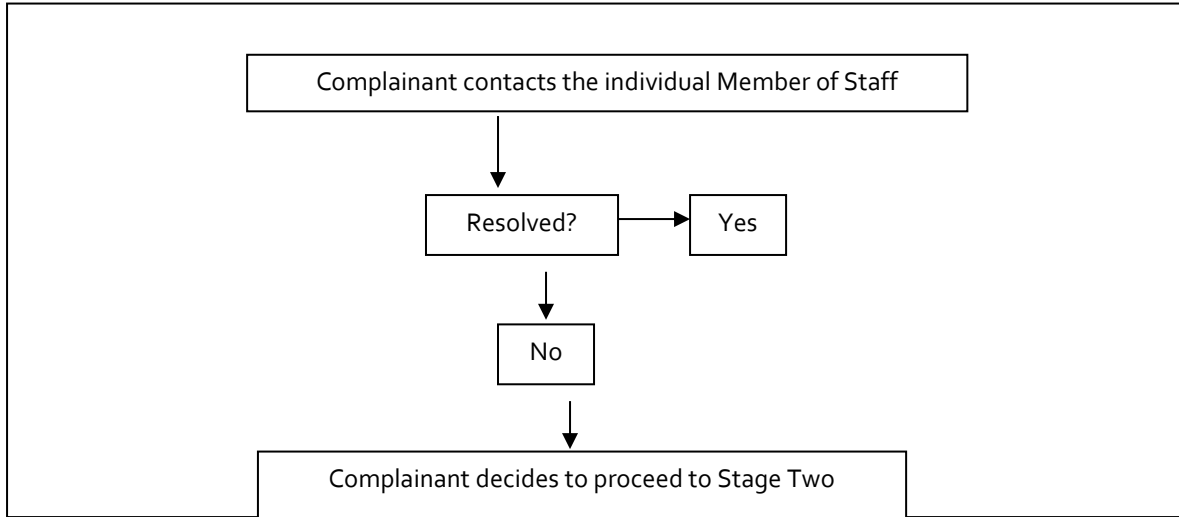 Complainant contacts the individual Member of Staff
Resolved?
Yes
No
Complainant decides to proceed to Stage Two